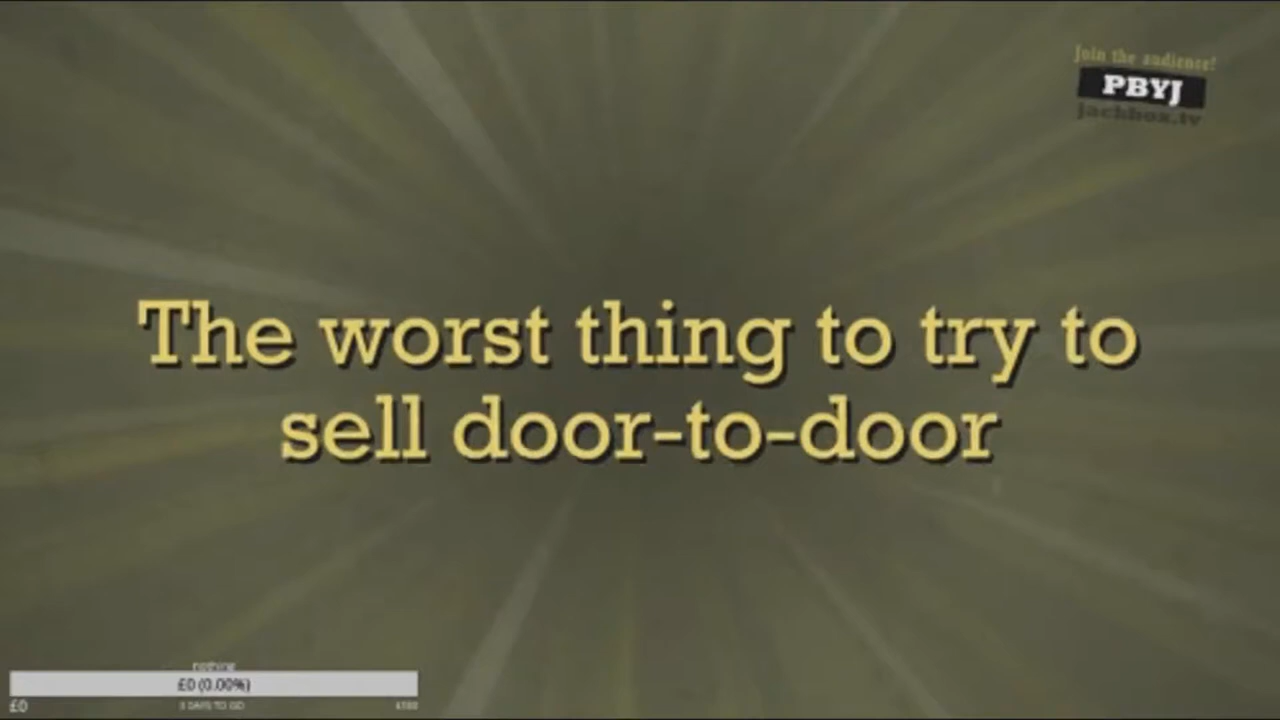 Join the audience!
PBYJ
jackbox.tv
The worst thing to try to
sell door-to-door
nothing
£0 (0.00%)
£0